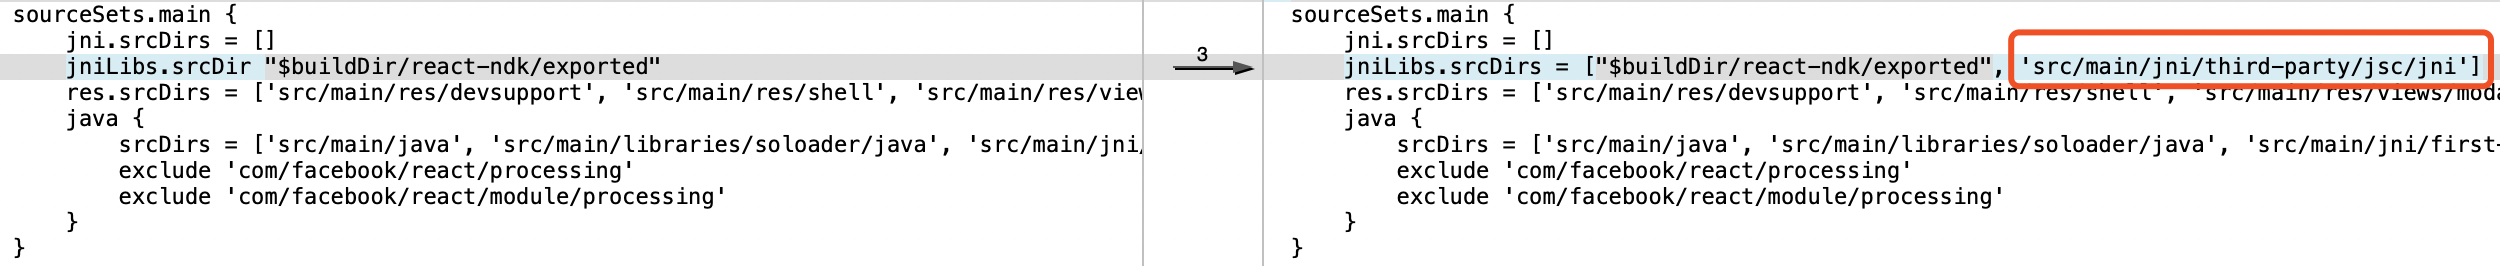 sourceSets.main {
    jni.srcDirs = []
    jniLibs.srcDir "$buildDir/react-ndk/exported"
    res.srcDirs = ['src/main/res/devsupport', 'src/main/res/shell', 'src/main/res/vie
    java {
        srcDirs = ['src/main/java', 'src/main/libraries/soloader/java', 'src/main/jni/
        exclude 'com/facebook/react/processing'
        exclude 'com/facebook/react/module/processing'
    }
}
3
sourceSets.main {
    jni.srcDirs = []
    jniLibs.srcDirs = ["$buildDir/react-ndk/exported", 'src/main/jni/third-party/jsc/jni']
    res.srcDirs = ['src/main/res/devsupport', 'src/main/res/shell', 'src/main/res/views/moda
    java {
        srcDirs = ['src/main/java', 'src/main/libraries/soloader/java', 'src/main/jni/first-
        exclude 'com/facebook/react/processing'
        exclude 'com/facebook/react/module/processing'
    }
}